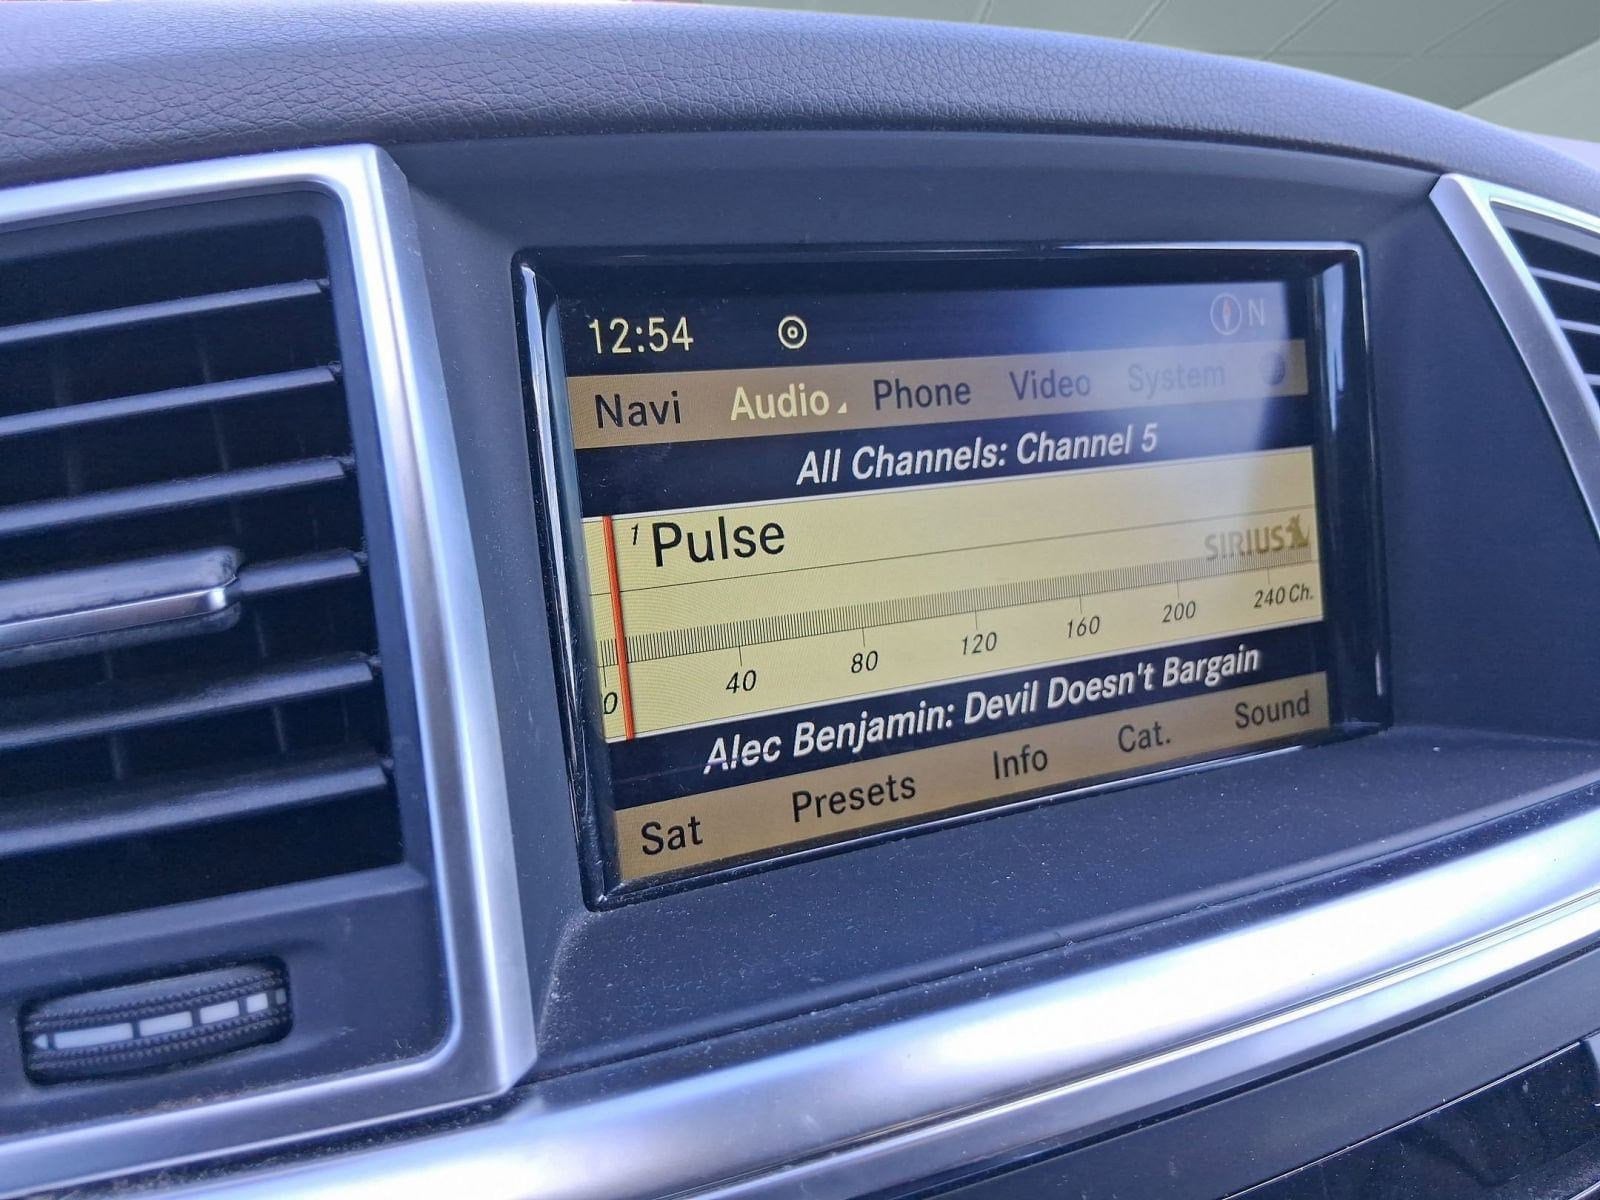 12:54 N
Navi Audio Phone Video System
All Channels: Channel 5
1 Pulse
SIRIUS
0 40 80 120 160 200 240 Ch.
Alec Benjamin: Devil Doesn't Bargain
Sat Presets Info Cat. Sound